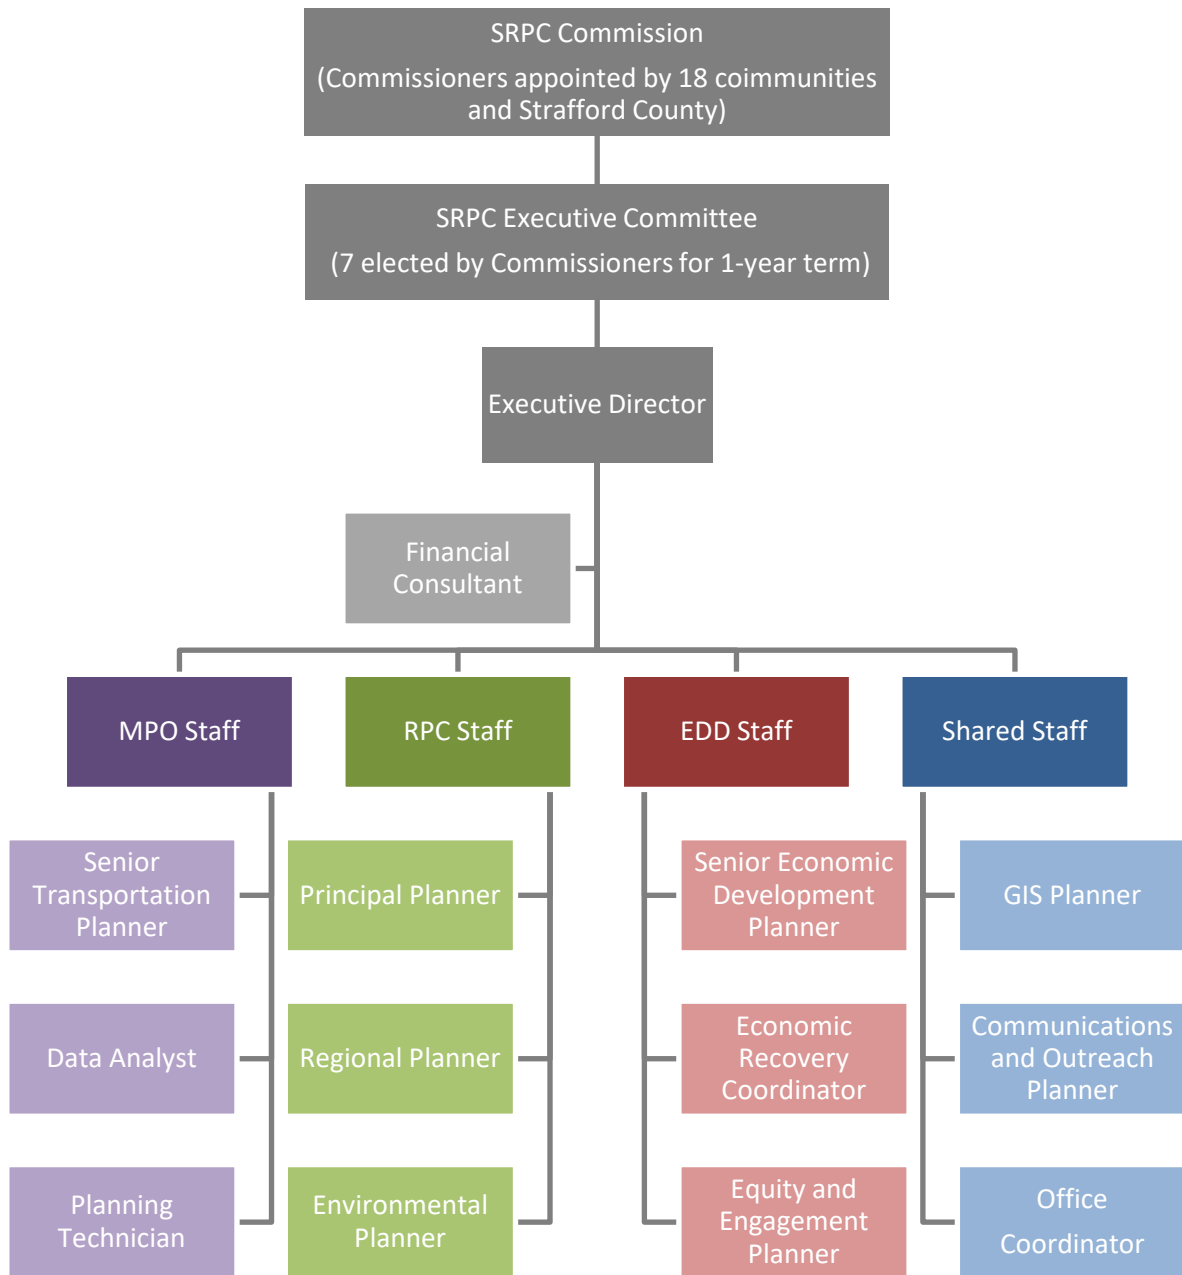 SRPC Commission
(Commissioners appointed by 18 coimmunities
and Strafford County)
SRPC Executive Committee
(7 elected by Commissioners for 1-year term)
Executive Director
Financial
Consultant
MPO Staff
RPC Staff
EDD Staff
Shared Staff
Senior
Transportation
Planner
Principal Planner
Senior Economic
Development
Planner
GIS Planner
Data Analyst
Regional Planner
Economic
Recovery
Coordinator
Communications
and Outreach
Planner
Planning
Technician
Environmental
Planner
Equity and
Engagement
Planner
Office
Coordinator